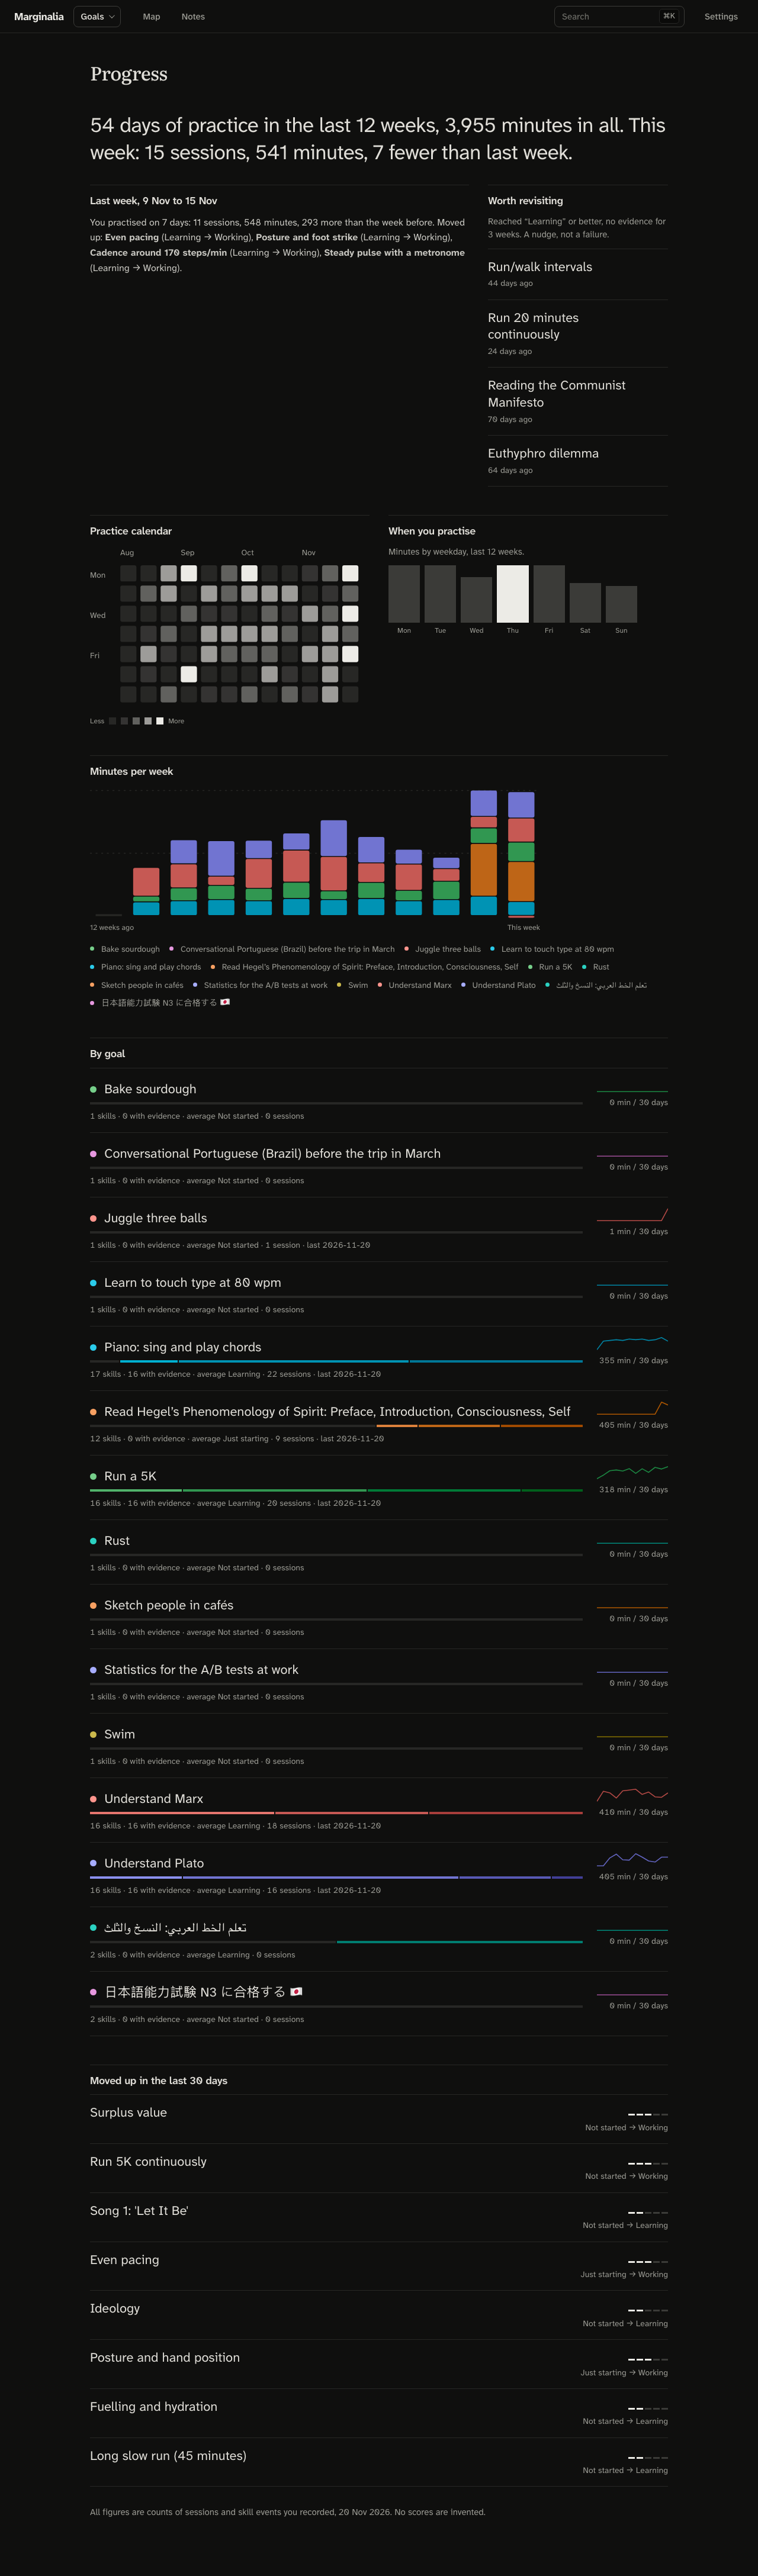 Marginalia
Goals
Map
Notes
Search
⌘K
Settings
Progress
54 days of practice in the last 12 weeks, 3,955 minutes in all. This
week: 15 sessions, 541 minutes, 7 fewer than last week.
Last week, 9 Nov to 15 Nov
You practised on 7 days: 11 sessions, 548 minutes, 293 more than the week before. Moved
up: Even pacing (Learning → Working), Posture and foot strike (Learning → Working),
Cadence around 170 steps/min (Learning → Working), Steady pulse with a metronome
(Learning → Working).
Worth revisiting
Reached “Learning” or better, no evidence for
3 weeks. A nudge, not a failure.
Run/walk intervals
44 days ago
Run 20 minutes
continuously
24 days ago
Reading the Communist
Manifesto
70 days ago
Euthyphro dilemma
64 days ago
Practice calendar
Aug Sep Oct Nov
Mon
Wed
Fri
Less More
When you practise
Minutes by weekday, last 12 weeks.
Mon Tue Wed Thu Fri Sat Sun
Minutes per week
12 weeks ago This week
Bake sourdough Conversational Portuguese (Brazil) before the trip in March Juggle three balls Learn to touch type at 80 wpm
Piano: sing and play chords Read Hegel’s Phenomenology of Spirit: Preface, Introduction, Consciousness, Self Run a 5K Rust
Sketch people in cafés Statistics for the A/B tests at work Swim Understand Marx Understand Plato تعلم الخط العربي: النسخ والثلث
日本語能力試験 N3 に合格する 🇯🇵
By goal
Bake sourdough
0 min / 30 days
1 skills · 0 with evidence · average Not started · 0 sessions
Conversational Portuguese (Brazil) before the trip in March
0 min / 30 days
1 skills · 0 with evidence · average Not started · 0 sessions
Juggle three balls
1 min / 30 days
1 skills · 0 with evidence · average Not started · 1 session · last 2026-11-20
Learn to touch type at 80 wpm
0 min / 30 days
1 skills · 0 with evidence · average Not started · 0 sessions
Piano: sing and play chords
355 min / 30 days
17 skills · 16 with evidence · average Learning · 22 sessions · last 2026-11-20
Read Hegel’s Phenomenology of Spirit: Preface, Introduction, Consciousness, Self
405 min / 30 days
12 skills · 0 with evidence · average Just starting · 9 sessions · last 2026-11-20
Run a 5K
318 min / 30 days
16 skills · 16 with evidence · average Learning · 20 sessions · last 2026-11-20
Rust
0 min / 30 days
1 skills · 0 with evidence · average Not started · 0 sessions
Sketch people in cafés
0 min / 30 days
1 skills · 0 with evidence · average Not started · 0 sessions
Statistics for the A/B tests at work
0 min / 30 days
1 skills · 0 with evidence · average Not started · 0 sessions
Swim
0 min / 30 days
1 skills · 0 with evidence · average Not started · 0 sessions
Understand Marx
410 min / 30 days
16 skills · 16 with evidence · average Learning · 18 sessions · last 2026-11-20
Understand Plato
405 min / 30 days
16 skills · 16 with evidence · average Learning · 16 sessions · last 2026-11-20
تعلم الخط العربي: النسخ والثلث
0 min / 30 days
2 skills · 0 with evidence · average Learning · 0 sessions
日本語能力試験 N3 に合格する 🇯🇵
0 min / 30 days
2 skills · 0 with evidence · average Not started · 0 sessions
Moved up in the last 30 days
Surplus value
Not started → Working
Run 5K continuously
Not started → Working
Song 1: 'Let It Be'
Not started → Learning
Even pacing
Just starting → Working
Ideology
Not started → Learning
Posture and hand position
Just starting → Working
Fuelling and hydration
Not started → Learning
Long slow run (45 minutes)
Not started → Learning
All figures are counts of sessions and skill events you recorded, 20 Nov 2026. No scores are invented.